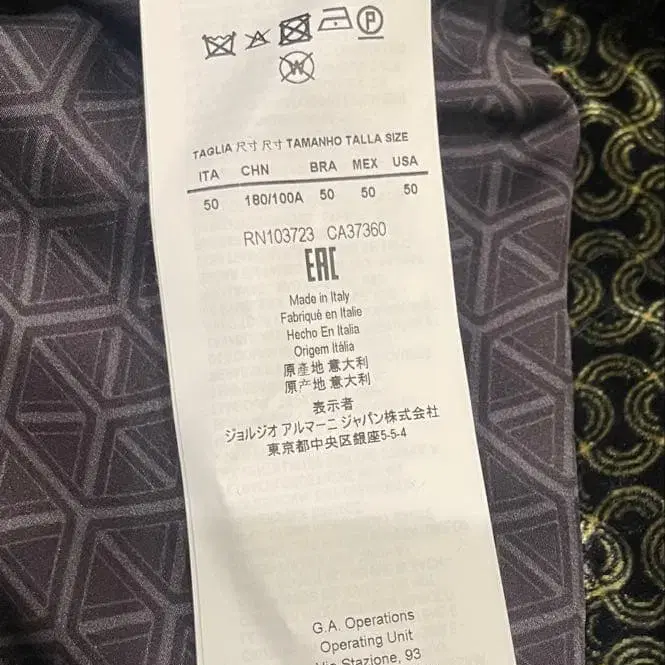 P
W
TAGLIA 尺寸 尺寸 TAMANHO TALLA SIZE
ITA CHN BRA MEX USA
50 180/100A 50 50 50
RN103723 CA37360
EAC
Made in Italy
Fabriqué en Italie
Hecho En Italia
Origem Itália
原產地 意大利
原产地 意大利
表示者
ジョルジオ アルマーニ ジャパン株式会社
東京都中央区銀座5-5-4
G.A. Operations
Operating Unit
Via Stazione, 93